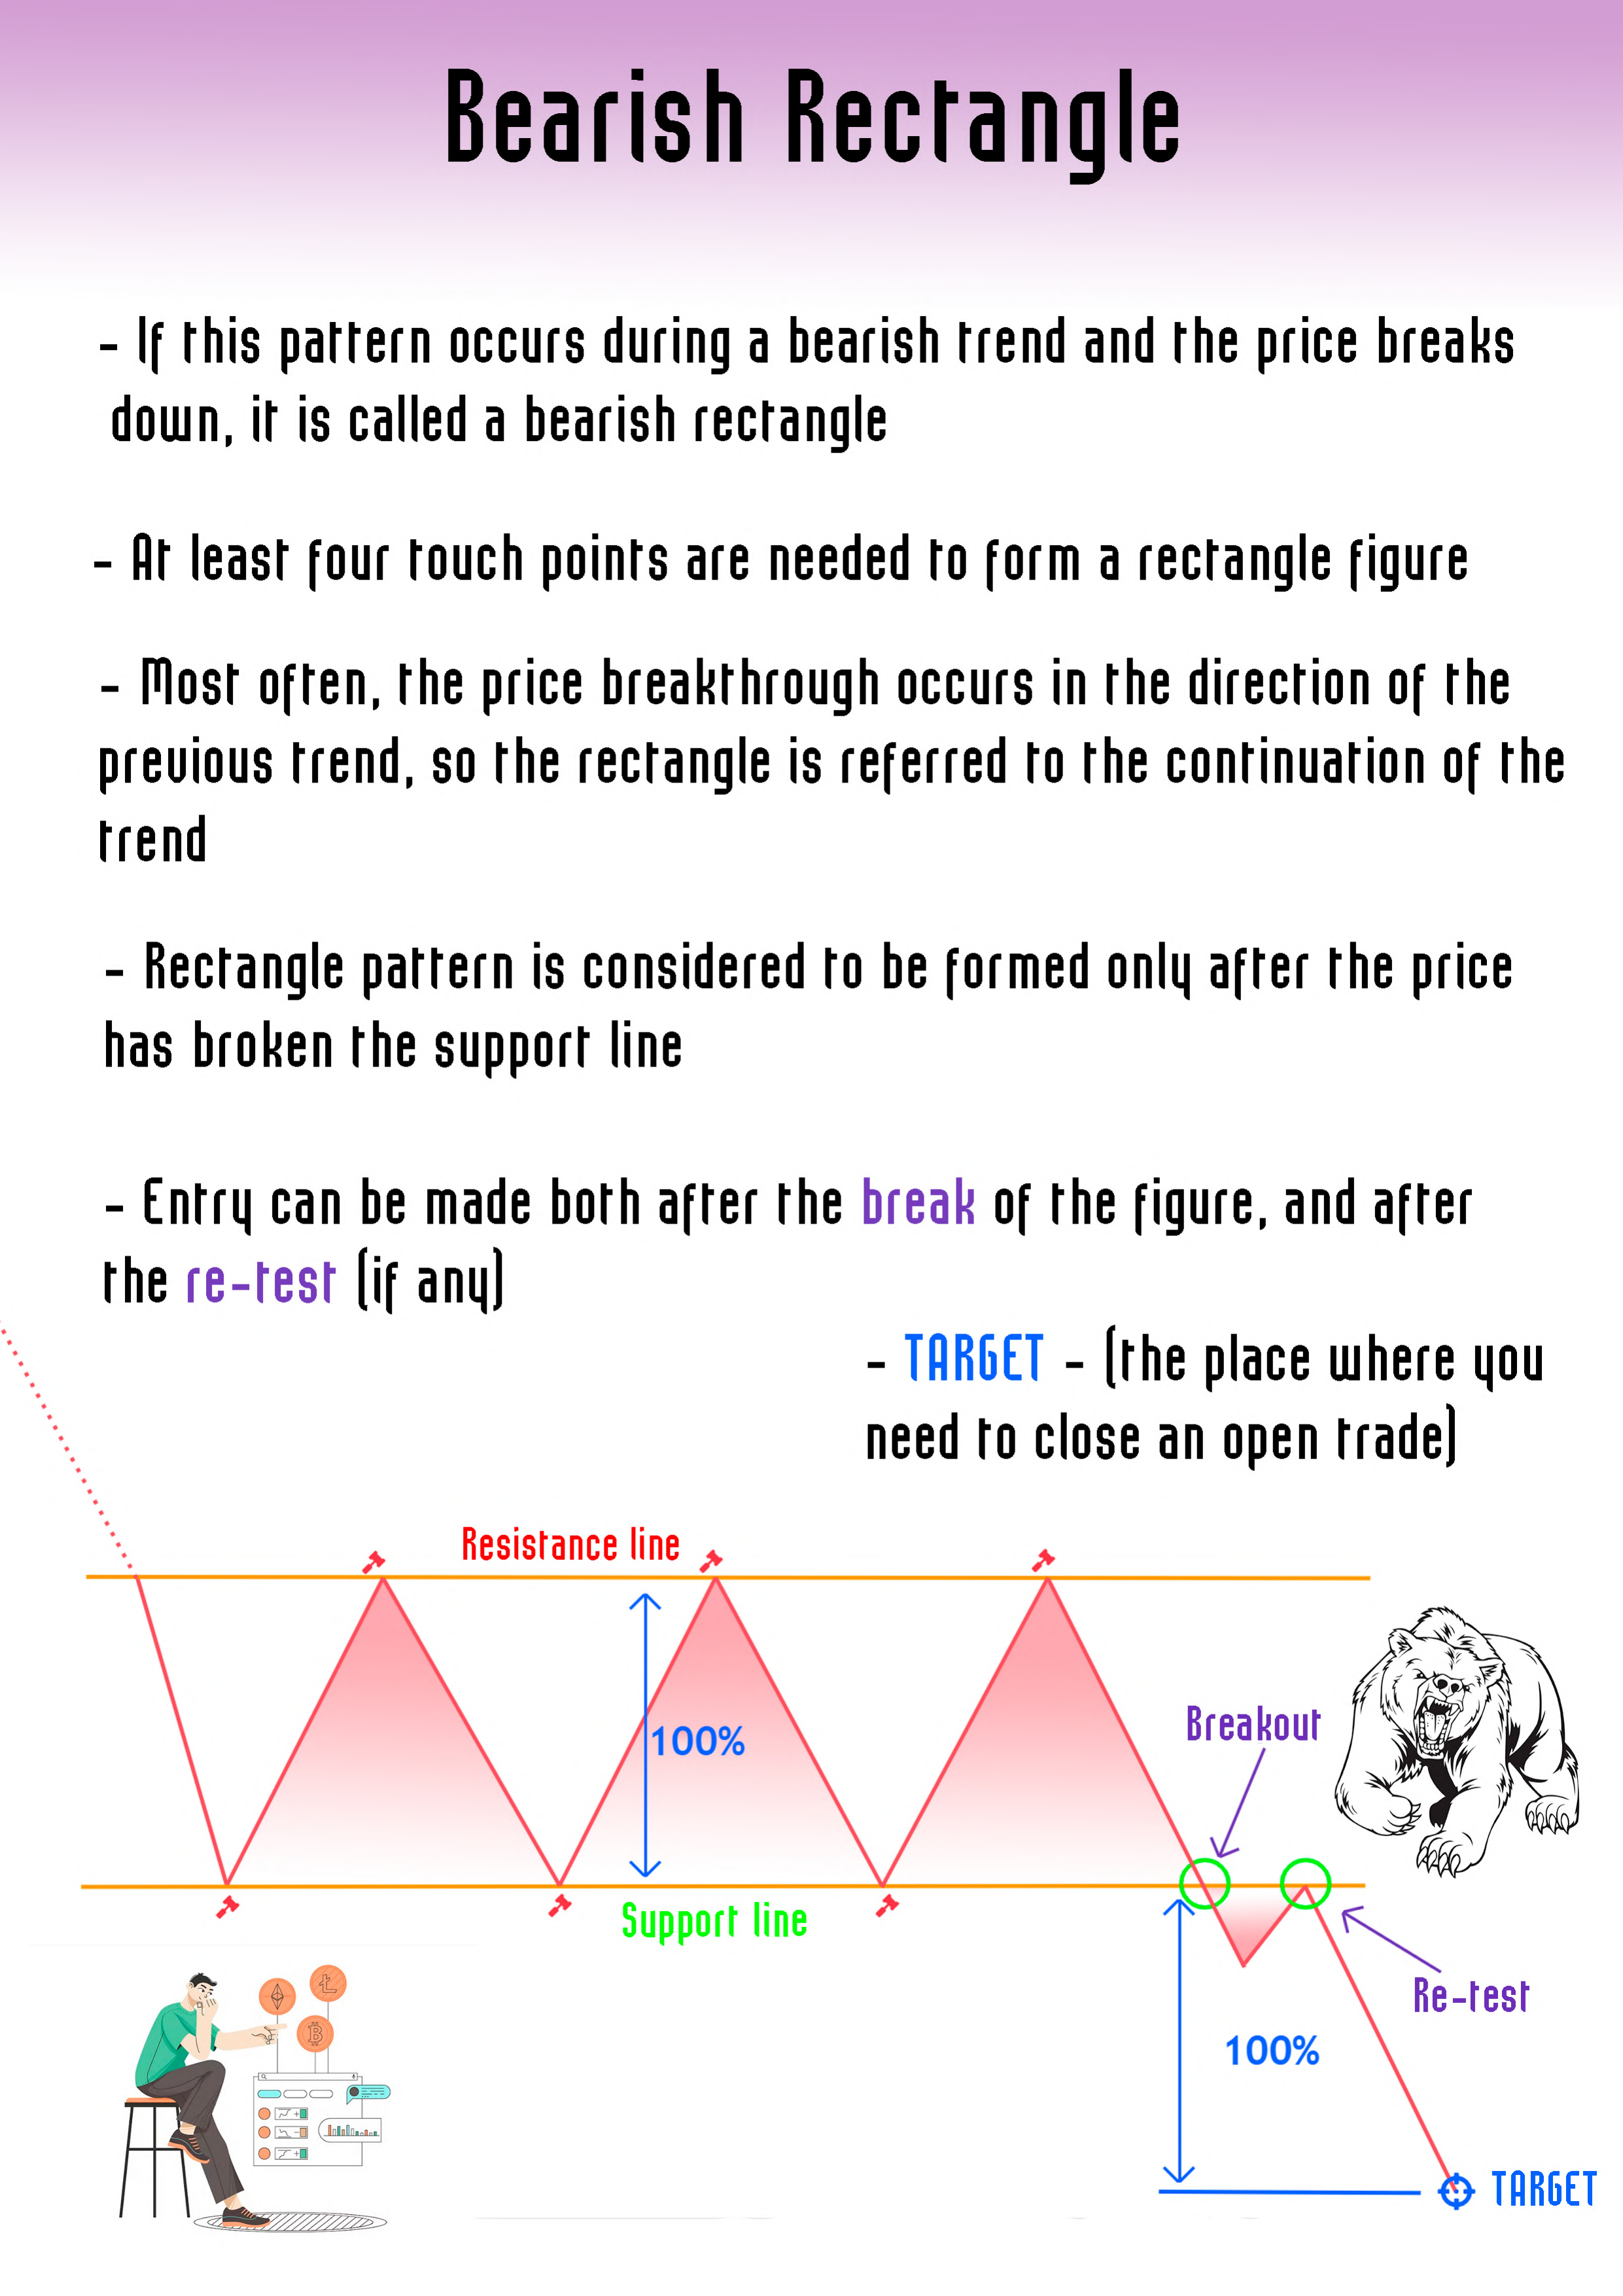 Bearish Rectangle
- If this pattern occurs during a bearish trend and the price breaks
down, it is called a bearish rectangle
- At least four touch points are needed to form a rectangle figure
- Most often, the price breakthrough occurs in the direction of the
previous trend, so the rectangle is referred to the continuation of the
trend
- Rectangle pattern is considered to be formed only after the price
has broken the support line
- Entry can be made both after the break of the figure, and after
the re-test (if any)
- TARGET - (the place where you
need to close an open trade)
Resistance line
100%
Breakout
Support line
Re-test
100%
TARGET